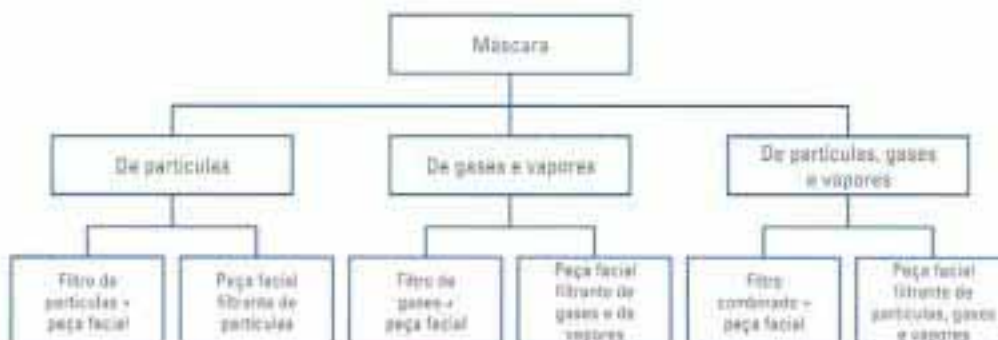 Máscara
De partículas
De gases e vapores
De partículas, gases
e vapores
Filtro de
partículas +
peça facial
Peça facial
filtrante de
partículas
Filtro de
gases +
peça facial
Peça facial
filtrante de
gases e de
vapores
Filtro
combinado +
peça facial
Peça facial
filtrante de
partículas, gases
e vapores